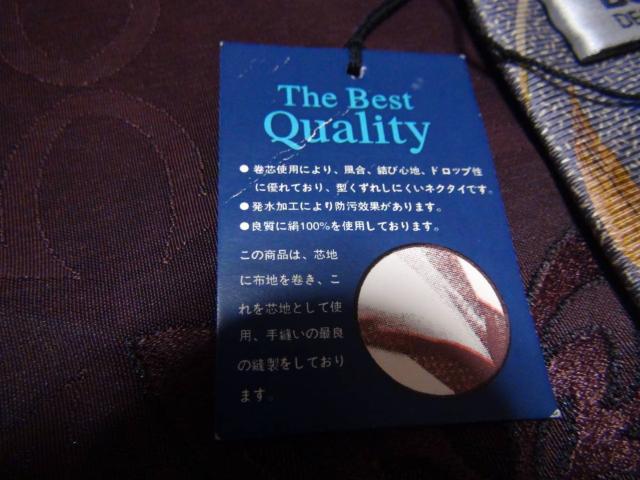 The Best
Quality
● 巻芯使用により、風合、結び心地、ドロップ性
に優れており、型くずれしにくいネクタイです。
● 発水加工により防污効果があります。
● 良質に絹100%を使用しております。
この商品は、芯地
に布地を巻き、こ
れを芯地として使
用、手縫いの最良
の縫製をしており
ます。
DE